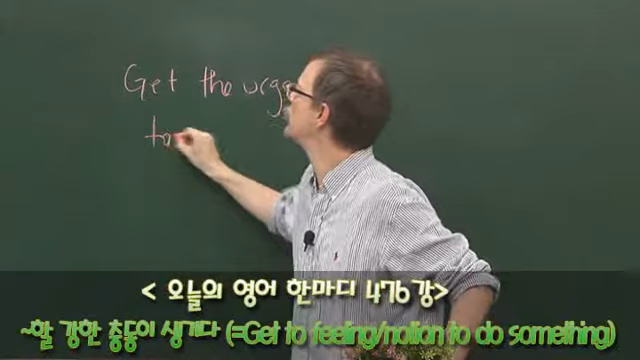 Get the urge
to
< 오늘의 영어 한마디 476강>
~할 강한 충동이 생기다 (=Get to feeling/notion to do something)